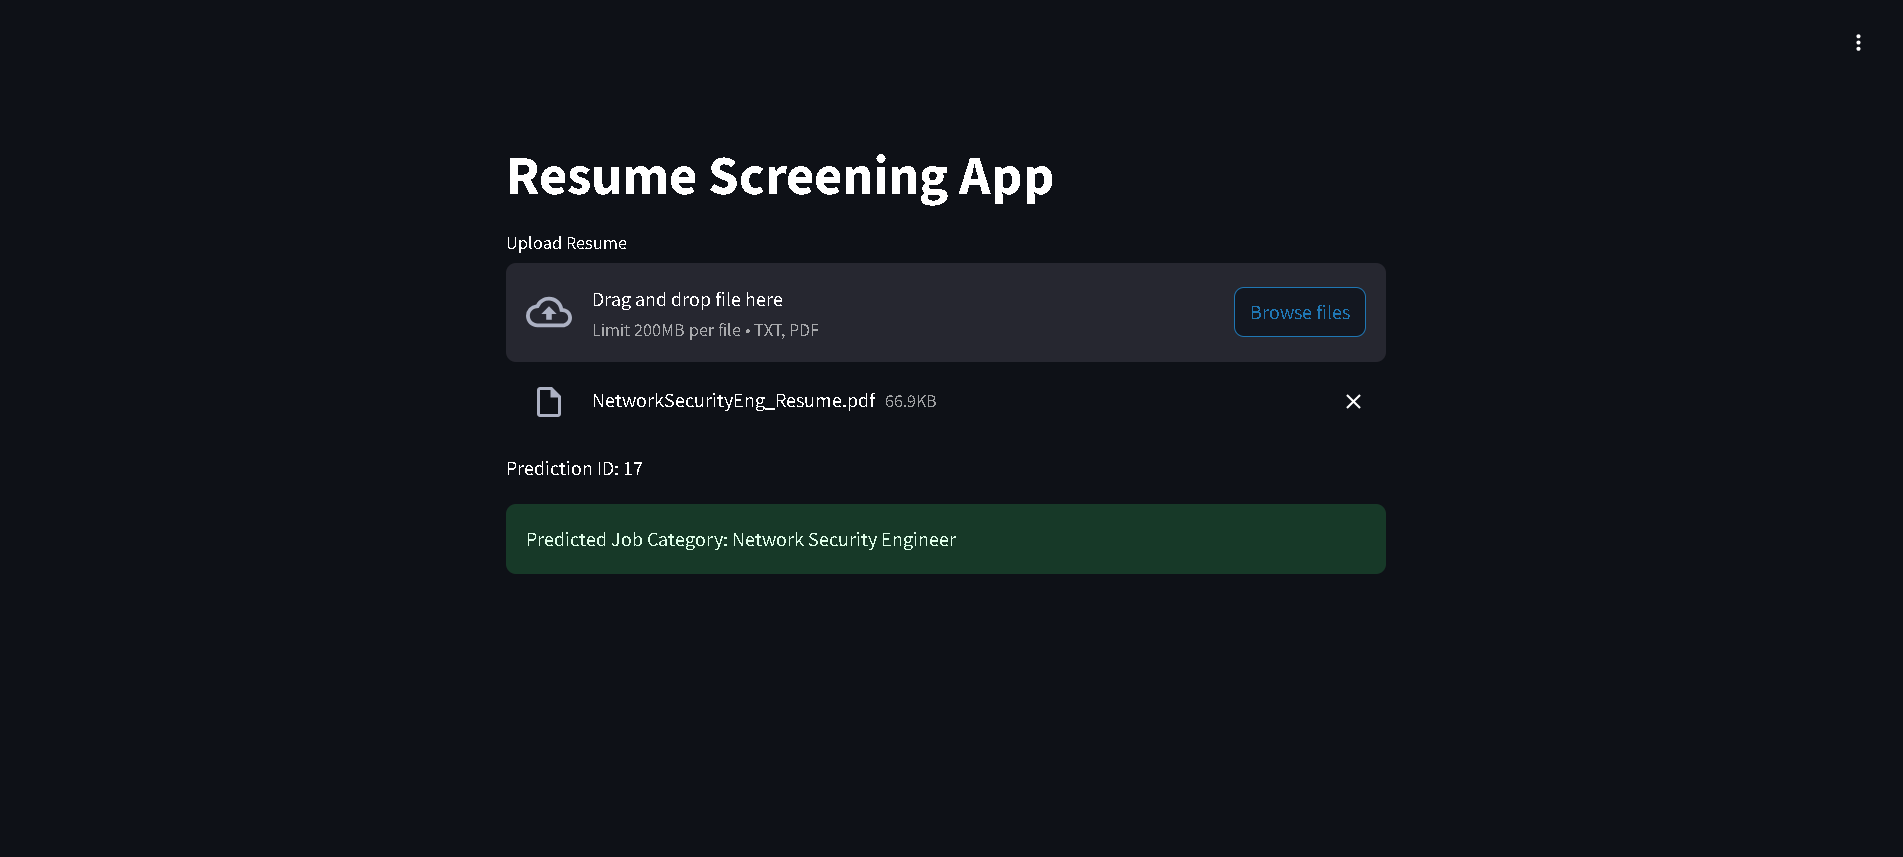 Resume Screening App
Upload Resume
Drag and drop file here
Limit 200MB per file • TXT, PDF
Browse files
NetworkSecurityEng_Resume.pdf 66.9KB
Prediction ID: 17
Predicted Job Category: Network Security Engineer